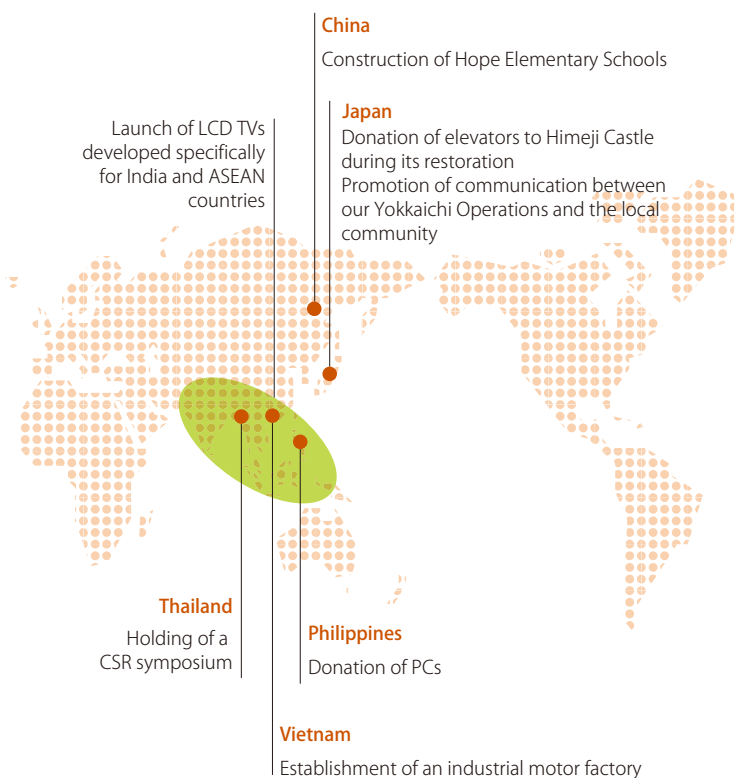 China
Construction of Hope Elementary Schools
Japan
Donation of elevators to Himeji Castle
during its restoration
Promotion of communication between
our Yokkaichi Operations and the local
community
Launch of LCD TVs
developed specifically
for India and ASEAN
countries
Thailand
Holding of a
CSR symposium
Philippines
Donation of PCs
Vietnam
Establishment of an industrial motor factory